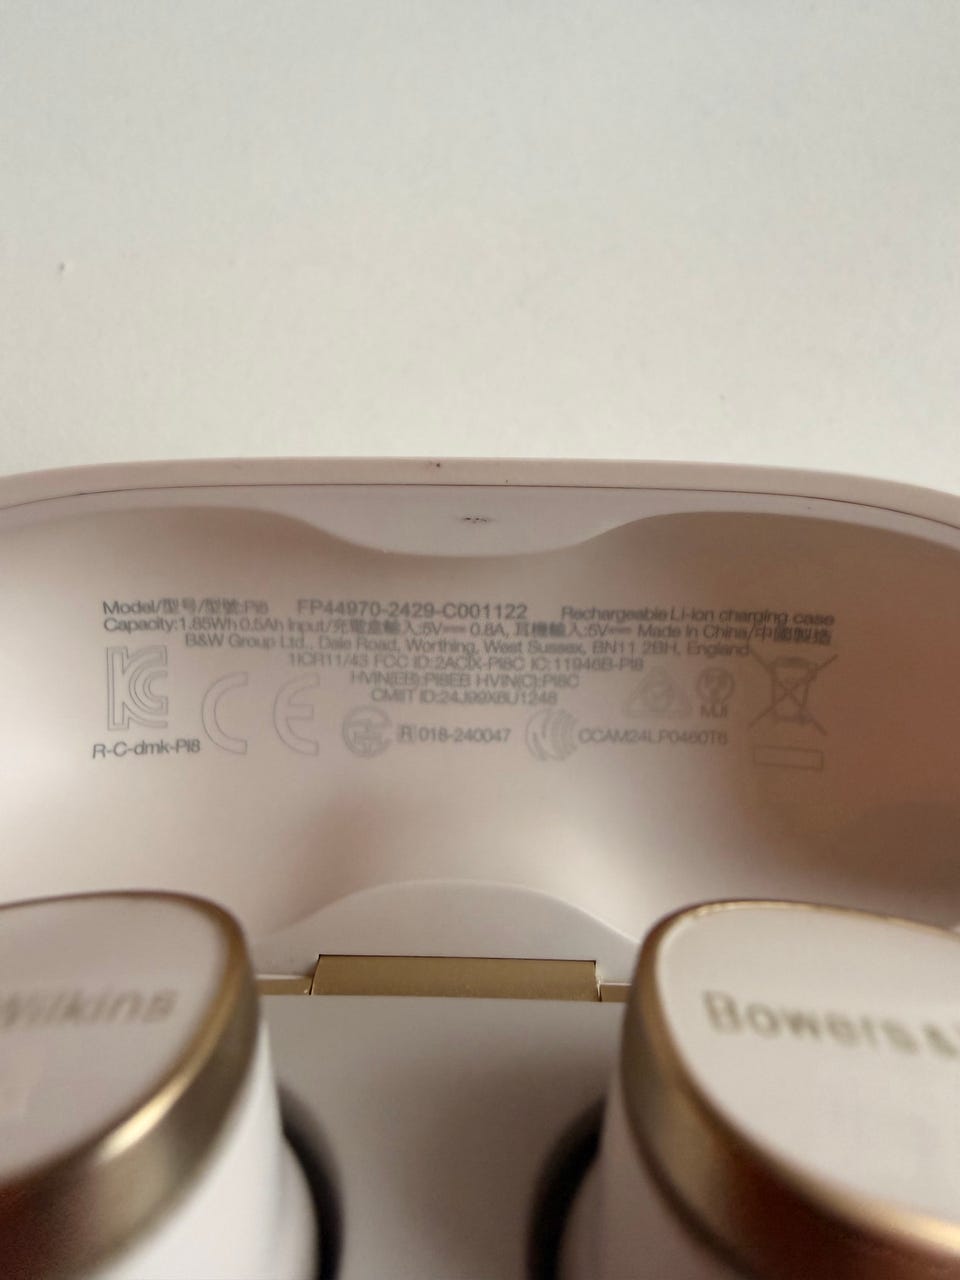 Model/型号/型號:Pi8 FP44970-2429-C001122 Rechargeable Li-ion charging case
Capacity:1.85Wh 0.5Ah Input/充電盒輸入:5V⎓ 0.8A, 耳機輸入:5V⎓ Made in China/中國製造
B&W Group Ltd., Dale Road, Worthing, West Sussex, BN11 2BH, England
1ICR11/43 FCC ID:2ACIX-PI8C IC:11946B-PI8
HVIN(EB):PI8EB HVIN(C):PI8C
CMIIT ID:24J99X6U1248
R-C-dmk-PI8
CE
R 018-240047
CCAM24LP0460T6
Wilkins
Bowers &